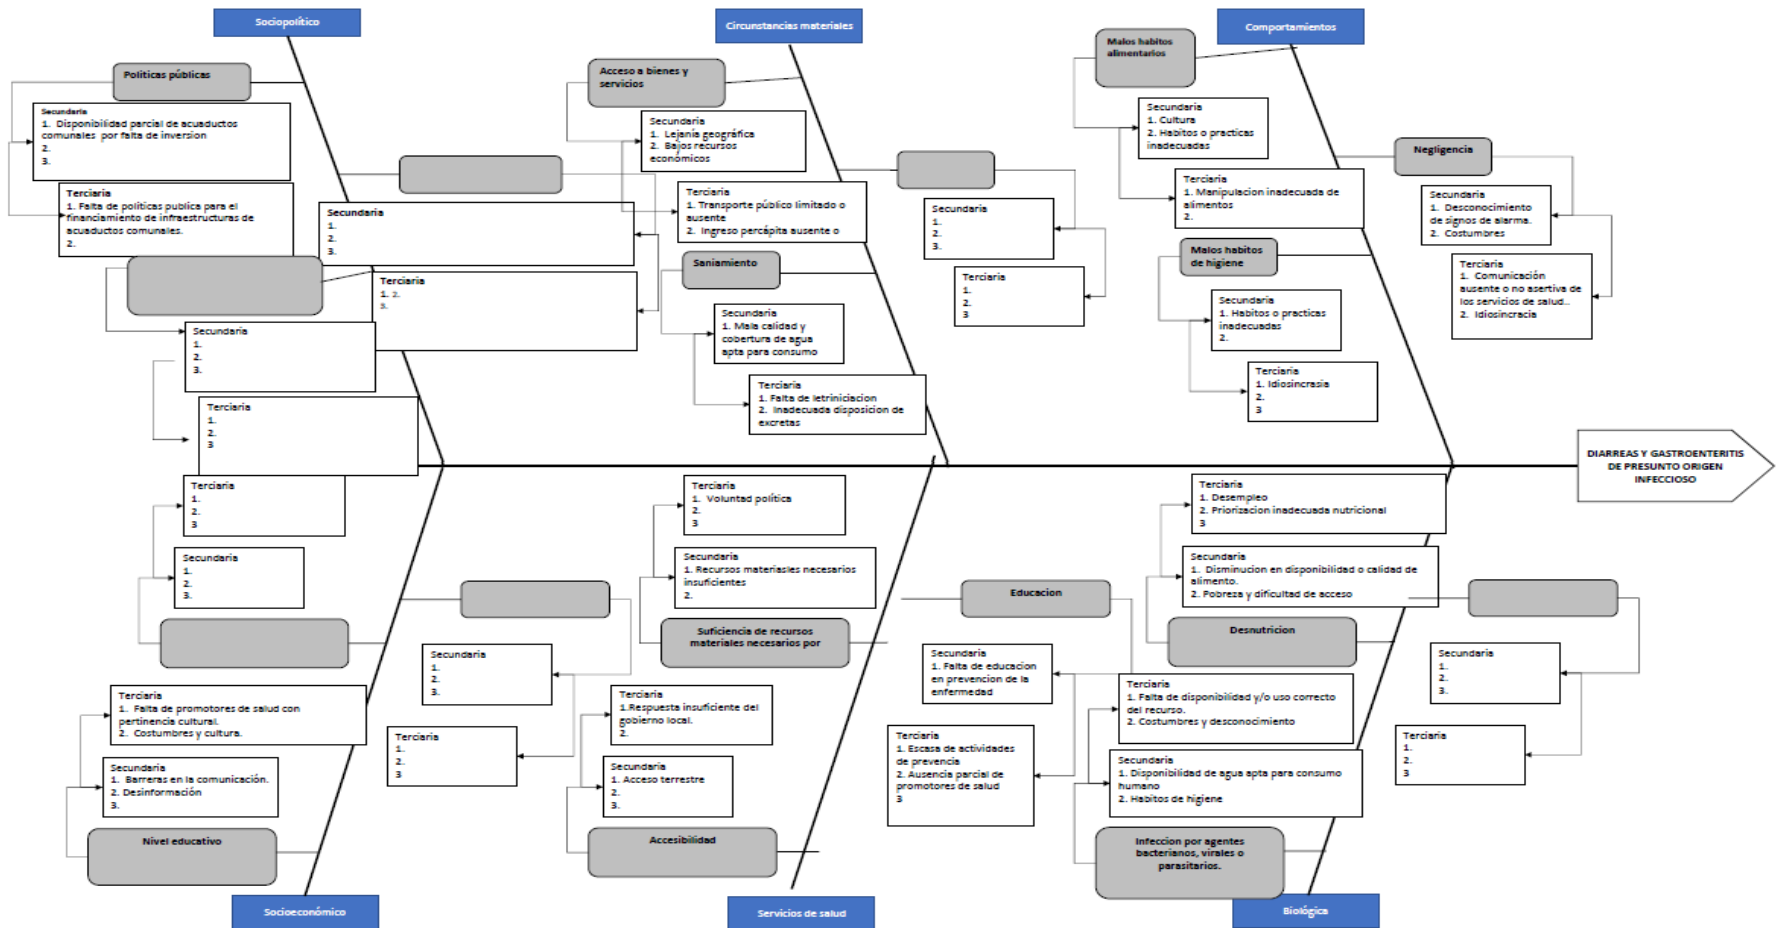 Sociopolítico
Políticas públicas
Secundaria
1. Disponibilidad parcial de acuaductos
comunales por falta de inversion
2.
3.
Terciaria
1. Falta de políticas publica para el
financiamiento de infraestructuras de
acuaductos comunales.
2.
Secundaria
1.
2.
3.
Terciaria
1. 2.
3.
Secundaria
1.
2.
3.
Terciaria
1.
2.
3
Circunstancias materiales
Acceso a bienes y
servicios
Secundaria
1. Lejanía geográfica
2. Bajos recursos
económicos
Terciaria
1. Transporte público limitado o
ausente
2. Ingreso percápita ausente o
Saniamiento
Secundaria
1. Mala calidad y
cobertura de agua
apta para consumo
Terciaria
1. Falta de letriniciacion
2. Inadecuada disposicion de
excretas
Secundaria
1.
2.
3.
Terciaria
1.
2.
3
Comportamientos
Malos habitos
alimentarios
Secundaria
1. Cultura
2. Habitos o practicas
inadecuadas
Terciaria
1. Manipulacion inadecuada de
alimentos
2.
Malos habitos
de higiene
Secundaria
1. Habitos o practicas
inadecuadas
2.
Terciaria
1. Idiosincrasia
2.
3
Negligencia
Secundaria
1. Desconocimiento
de signos de alarma.
2. Costumbres
Terciaria
1. Comunicación
ausente o no asertiva de
los servicios de salud..
2. Idiosincracia
DIARREAS Y GASTROENTERITIS
DE PRESUNTO ORIGEN
INFECCIOSO
Terciaria
1.
2.
3
Secundaria
1.
2.
3.
Terciaria
1. Falta de promotores de salud con
pertinencia cultural.
2. Costumbres y cultura.
Secundaria
1. Barreras en la comunicación.
2. Desinformación
3.
Nivel educativo
Secundaria
1.
2.
3.
Terciaria
1.
2.
3
Socioeconómico
Terciaria
1. Voluntad política
2.
3
Secundaria
1. Recursos materiales necesarios
insuficientes
2.
Suficiencia de recursos
materiales necesarios por
Terciaria
1.Respuesta insuficiente del
gobierno local.
2.
Secundaria
1. Acceso terrestre
2.
3.
Accesibilidad
Educacion
Secundaria
1. Falta de educacion
en prevencion de la
enfermedad
Terciaria
1. Escasa de actividades
de prevencia
2. Ausencia parcial de
promotores de salud
3
Servicios de salud
Terciaria
1. Desempleo
2. Priorizacion inadecuada nutricional
3
Secundaria
1. Disminucion en disponibilidad o calidad de
alimento.
2. Pobreza y dificultad de acceso
Desnutricion
Terciaria
1. Falta de disponibilidad y/o uso correcto
del recurso.
2. Costumbres y desconocimiento
Secundaria
1. Disponibilidad de agua apta para consumo
humano
2. Habitos de higiene
Infeccion por agentes
bacterianos, virales o
parasitarios.
Secundaria
1.
2.
3.
Terciaria
1.
2.
3
Biológica